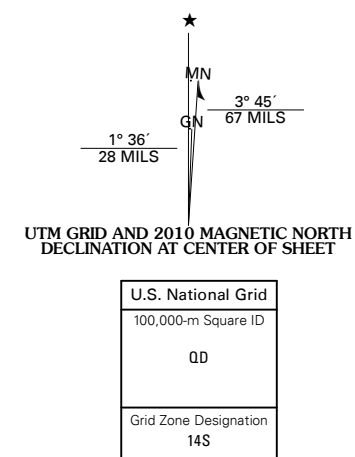 ★
MN
3° 45´
67 MILS
GN
1° 36´
28 MILS
UTM GRID AND 2010 MAGNETIC NORTH
DECLINATION AT CENTER OF SHEET
U.S. National Grid
100,000-m Square ID
QD
Grid Zone Designation
14S